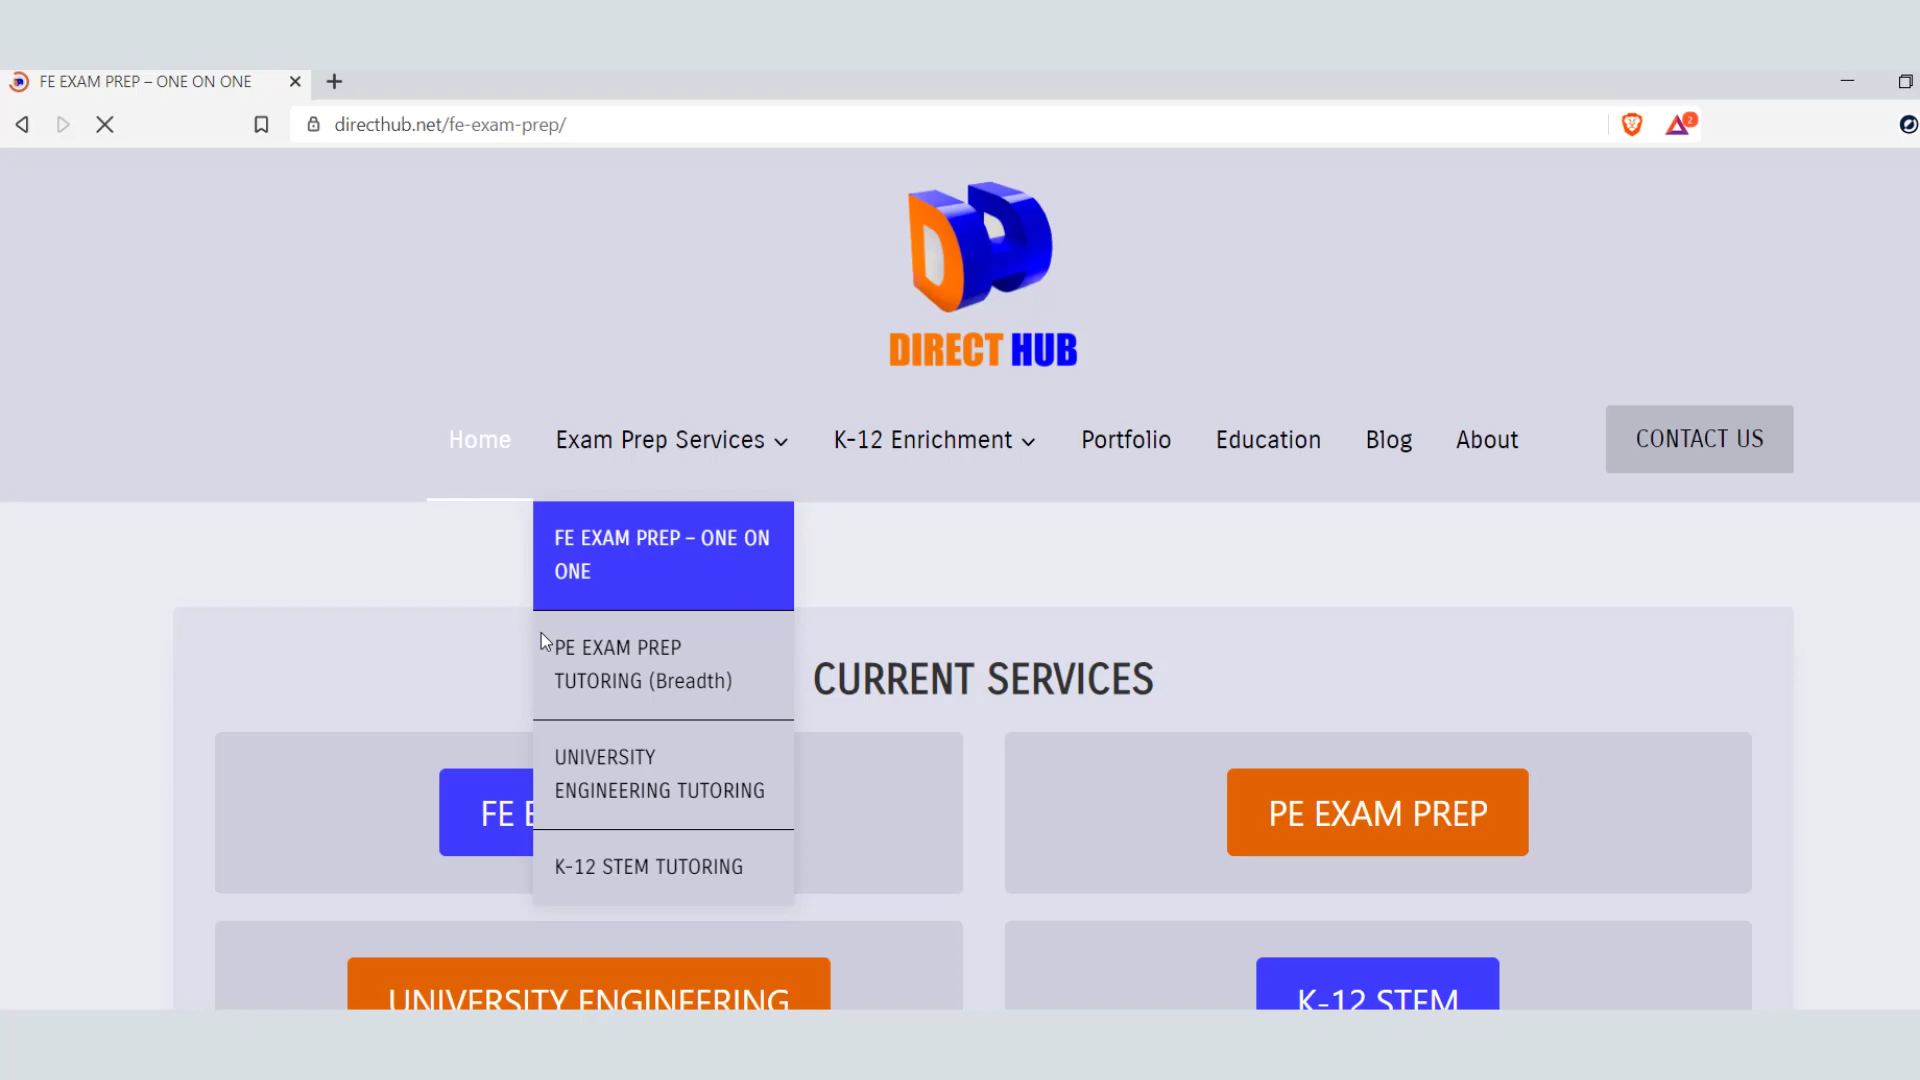 FE EXAM PREP – ONE ON ONE
directhub.net/fe-exam-prep/
2
DIRECT HUB
Home Exam Prep Services K-12 Enrichment Portfolio Education Blog About CONTACT US
FE EXAM PREP – ONE ON
ONE
PE EXAM PREP
TUTORING (Breadth)
UNIVERSITY
ENGINEERING TUTORING
K-12 STEM TUTORING
CURRENT SERVICES
FE
PE EXAM PREP
UNIVERSITY ENGINEERING
K-12 STEM